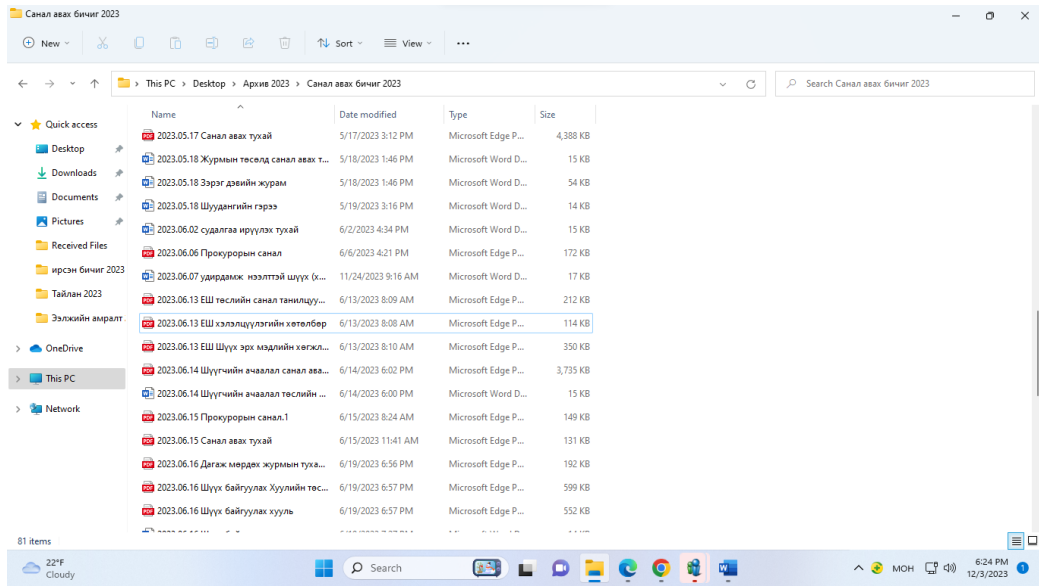 Санал авах бичиг 2023
New Sort View
This PC > Desktop > Архив 2023 > Санал авах бичиг 2023 Search Санал авах бичиг 2023
Name Date modified Type Size
Quick access
Desktop
Downloads
Documents
Pictures
Received Files
ирсэн бичиг 2023
Тайлан 2023
Ээлжийн амралт
OneDrive
This PC
Network
2023.05.17 Санал авах тухай 5/17/2023 3:12 PM Microsoft Edge P... 4,388 KB
2023.05.18 Журмын төсөлд санал авах т... 5/18/2023 1:46 PM Microsoft Word D... 15 KB
2023.05.18 Зэрэг дэвийн журам 5/18/2023 1:46 PM Microsoft Word D... 54 KB
2023.05.18 Шуудангийн гэрээ 5/19/2023 3:16 PM Microsoft Word D... 14 KB
2023.06.02 судалгаа ирүүлэх тухай 6/2/2023 4:34 PM Microsoft Word D... 15 KB
2023.06.06 Прокурорын санал 6/6/2023 4:21 PM Microsoft Edge P... 172 KB
2023.06.07 удирдамж нээлттэй шүүх (х... 11/24/2023 9:16 AM Microsoft Word D... 17 KB
2023.06.13 ЕШ төслийн санал танилцуу... 6/13/2023 8:09 AM Microsoft Edge P... 212 KB
2023.06.13 ЕШ хэлэлцүүлэгийн хөтөлбөр 6/13/2023 8:08 AM Microsoft Edge P... 114 KB
2023.06.13 ЕШ Шүүх эрх мэдлийн хөгжл... 6/13/2023 8:10 AM Microsoft Edge P... 350 KB
2023.06.14 Шүүгчийн ачаалал санал ава... 6/14/2023 6:02 PM Microsoft Edge P... 3,735 KB
2023.06.14 Шүүгчийн ачаалал төслийн ... 6/14/2023 6:00 PM Microsoft Word D... 15 KB
2023.06.15 Прокурорын санал.1 6/15/2023 8:24 AM Microsoft Edge P... 149 KB
2023.06.15 Санал авах тухай 6/15/2023 11:41 AM Microsoft Edge P... 131 KB
2023.06.16 Дагаж мөрдөх журмын туха... 6/19/2023 6:56 PM Microsoft Edge P... 192 KB
2023.06.16 Шүүх байгуулах Хуулийн төс... 6/19/2023 6:57 PM Microsoft Edge P... 599 KB
2023.06.16 Шүүх байгуулах хууль 6/19/2023 6:57 PM Microsoft Edge P... 552 KB
81 items
22°F
Cloudy
Search
МОН
6:24 PM
12/3/2023
1